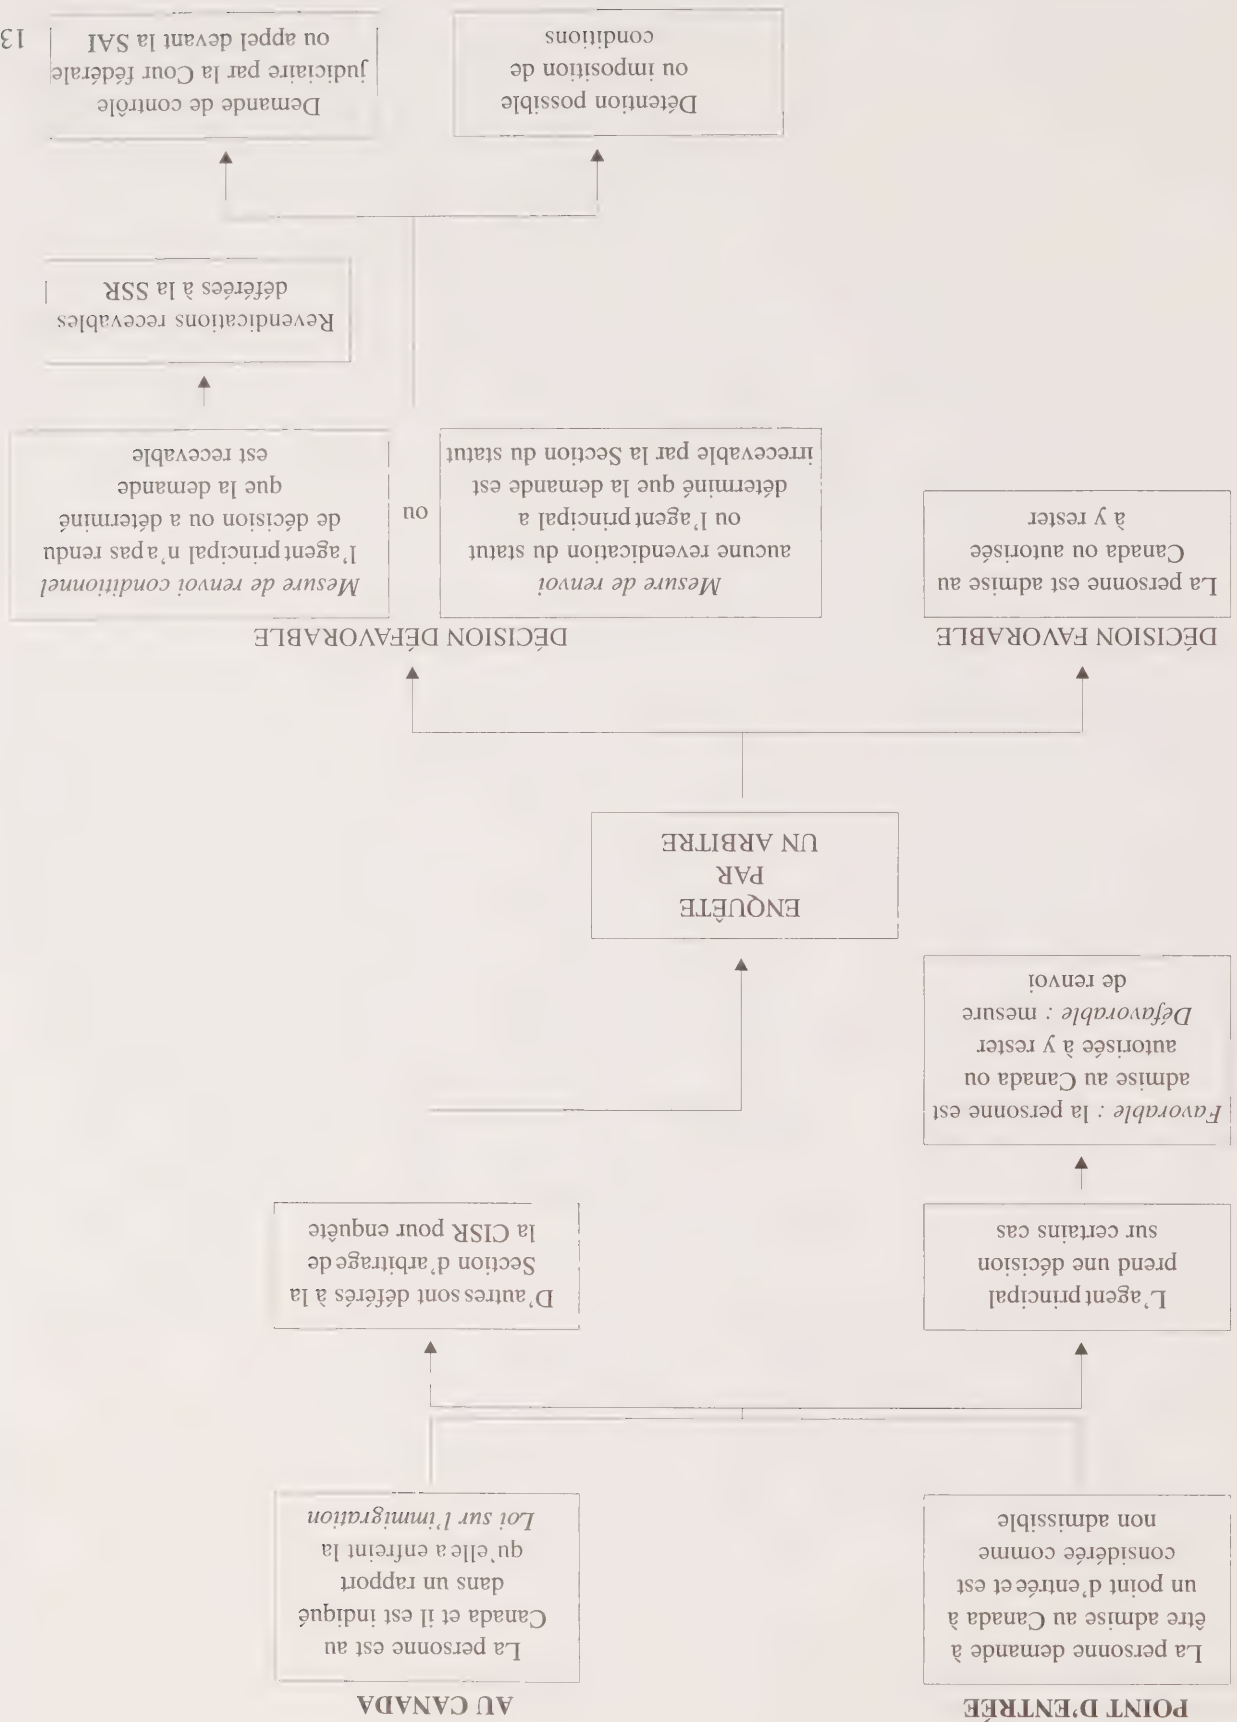 POINT D'ENTRÉE
La personne demande à
être admise au Canada à
un point d'entrée et est
considérée comme
non admissible
AU CANADA
La personne est au
Canada et il est indiqué
dans un rapport
qu'elle a enfreint la
Loi sur l'immigration
L'agent principal
prend une décision
sur certains cas
D'autres sont déférés à la
Section d'arbitrage de
la CISR pour enquête
Favorable : la personne est
admise au Canada ou
autorisée à y rester
Défavorable : mesure
de renvoi
ENQUÊTE
PAR
UN ARBITRE
DÉCISION FAVORABLE
La personne est admise au
Canada ou autorisée
à y rester
DÉCISION DÉFAVORABLE
Mesure de renvoi
aucune revendication du statut
ou l'agent principal a
déterminé que la demande est
irrecevable par la Section du statut
ou
Mesure de renvoi conditionnel
l'agent principal n'a pas rendu
de décision ou a déterminé
que la demande
est recevable
Revendications recevables
déférées à la SSR
Détention possible
ou imposition de
conditions
Demande de contrôle
judiciaire par la Cour fédérale
ou appel devant la SAI
13